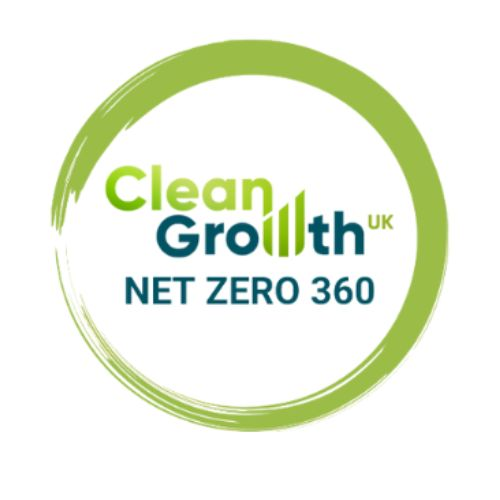 Clean
Growth UK
NET ZERO 360